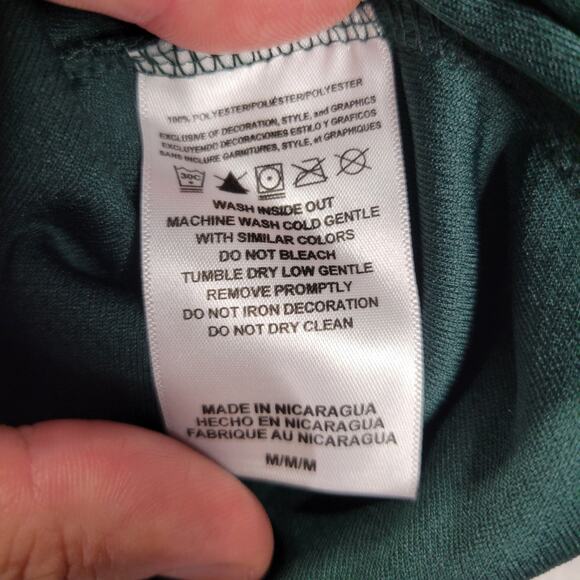 100% POLYESTER/POLIÉSTER/POLYESTER
EXCLUSIVE OF DECORATION, STYLE, and GRAPHICS
EXCLUYENDO DECORACIONES ESTILO Y GRAFICOS
SANS INCLURE GARNITURES, STYLE, et GRAPHIQUES
30C
WASH INSIDE OUT
MACHINE WASH COLD GENTLE
WITH SIMILAR COLORS
DO NOT BLEACH
TUMBLE DRY LOW GENTLE
REMOVE PROMPTLY
DO NOT IRON DECORATION
DO NOT DRY CLEAN
MADE IN NICARAGUA
HECHO EN NICARAGUA
FABRIQUE AU NICARAGUA
M/M/M